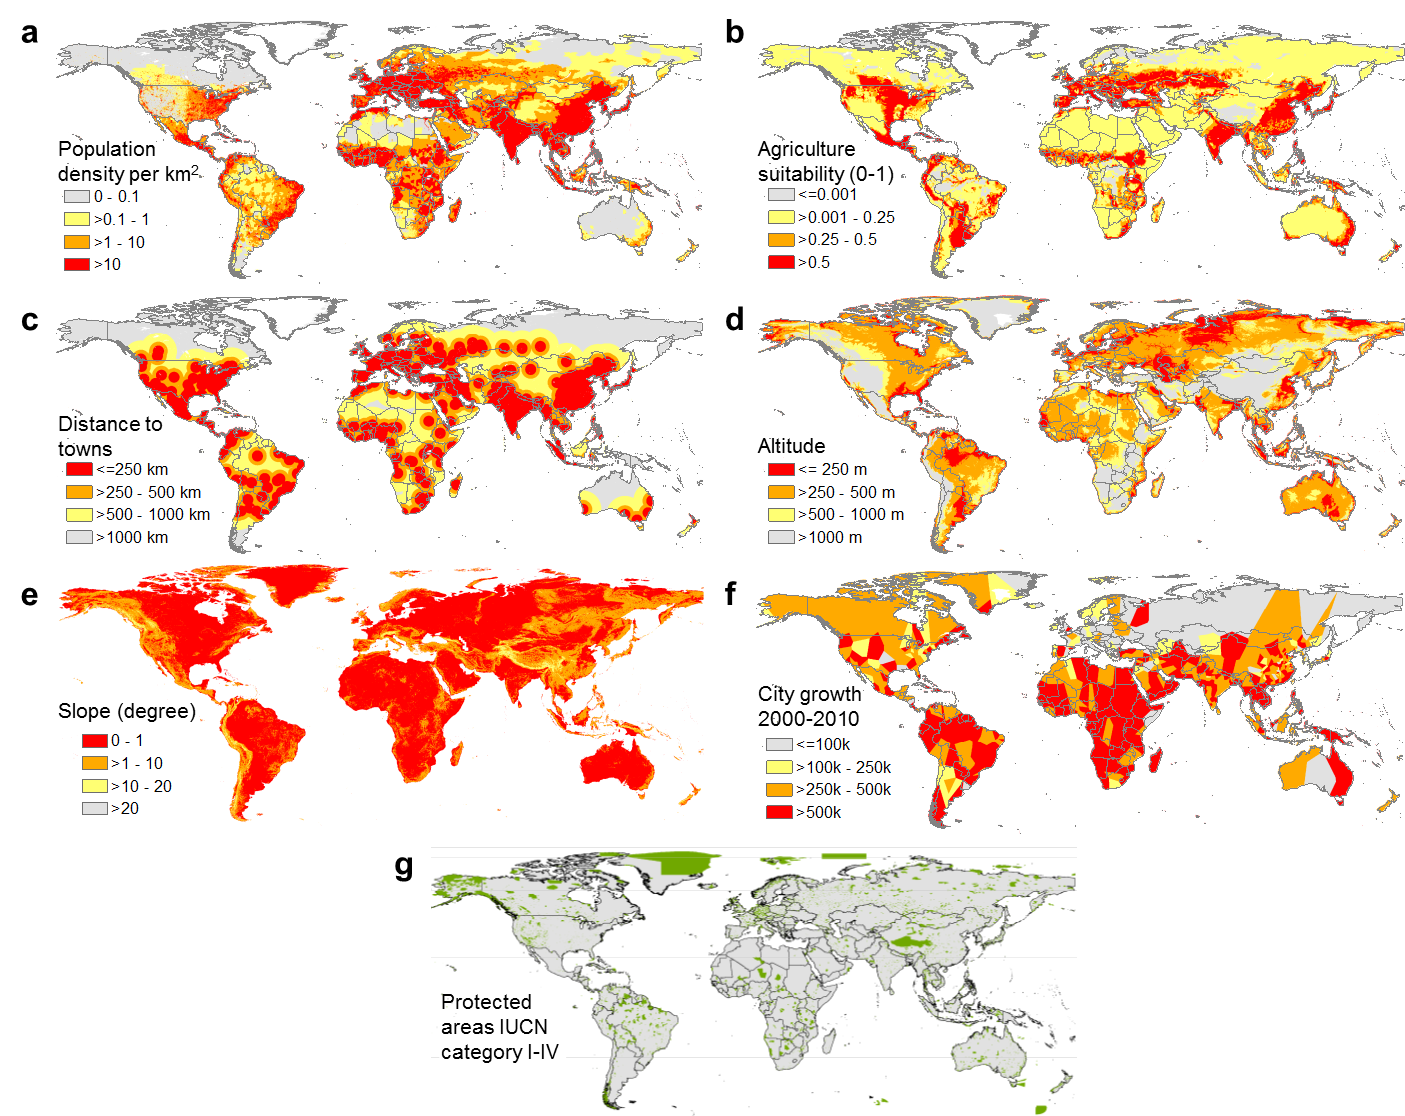 a
Population
density per km2
0 - 0.1
>0.1 - 1
>1 - 10
>10
b
Agriculture
suitability (0-1)
<=0.001
>0.001 - 0.25
>0.25 - 0.5
>0.5
c
Distance to
towns
<=250 km
>250 - 500 km
>500 - 1000 km
>1000 km
d
Altitude
<= 250 m
>250 - 500 m
>500 - 1000 m
>1000 m
e
Slope (degree)
0 - 1
>1 - 10
>10 - 20
>20
f
City growth
2000-2010
<=100k
>100k - 250k
>250k - 500k
>500k
g
Protected
areas IUCN
category I-IV